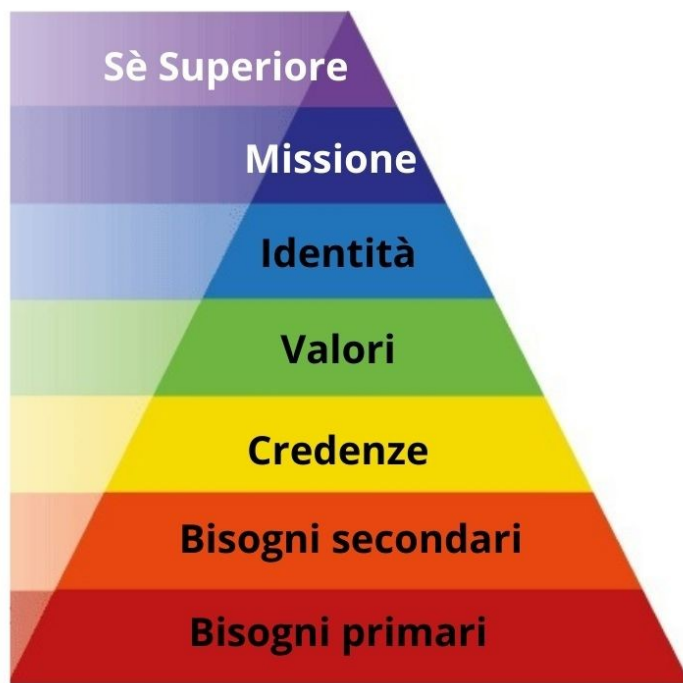 Sè Superiore
Missione
Identità
Valori
Credenze
Bisogni secondari
Bisogni primari